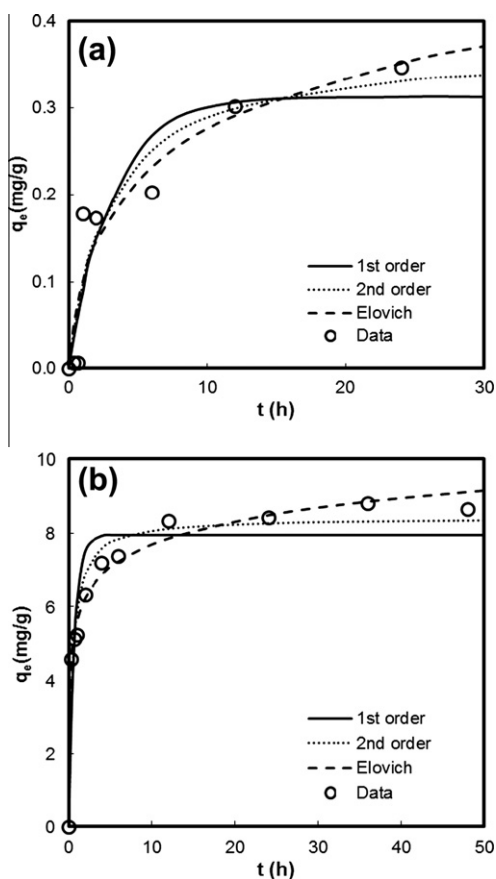 (a)
0.4
0.3
0.2
0.1
0.0
qe(mg/g)
1st order
2nd order
Elovich
Data
0 10 20 30
t (h)
(b)
10
8
6
4
2
0
qe(mg/g)
1st order
2nd order
Elovich
Data
0 10 20 30 40 50
t (h)